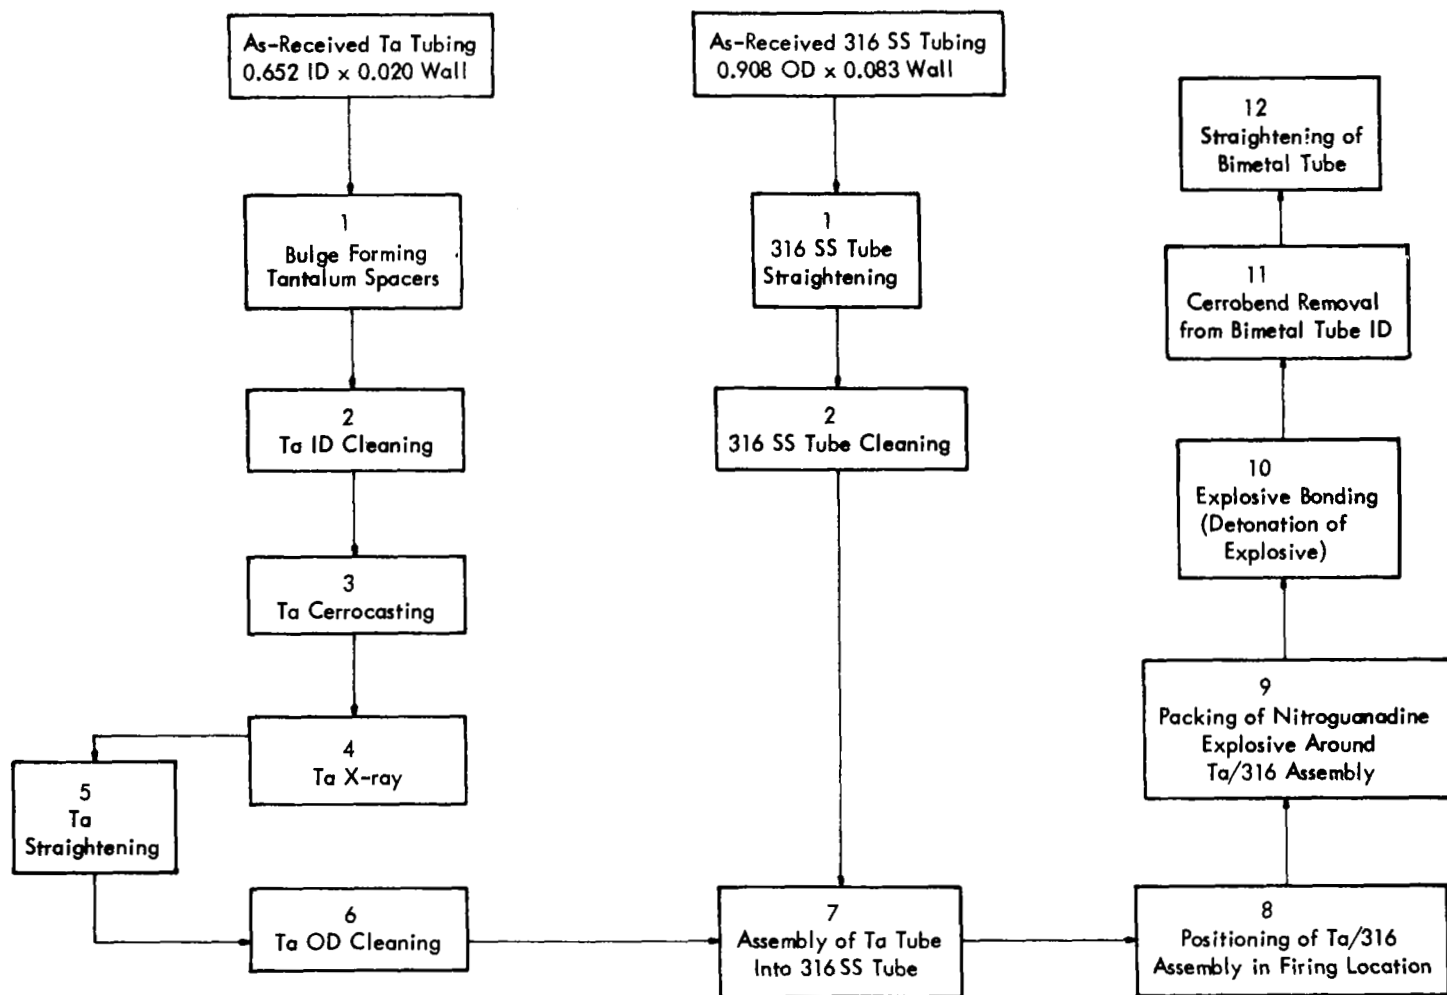 As-Received Ta Tubing
0.652 ID x 0.020 Wall
1
Bulge Forming
Tantalum Spacers
2
Ta ID Cleaning
3
Ta Cerrocasting
4
Ta X-ray
5
Ta
Straightening
6
Ta OD Cleaning
As-Received 316 SS Tubing
0.908 OD x 0.083 Wall
1
316 SS Tube
Straightening
2
316 SS Tube Cleaning
7
Assembly of Ta Tube
Into 316 SS Tube
8
Positioning of Ta/316
Assembly in Firing Location
9
Packing of Nitroguanadine
Explosive Around
Ta/316 Assembly
10
Explosive Bonding
(Detonation of
Explosive)
11
Cerrobend Removal
from Bimetal Tube ID
12
Straightening of
Bimetal Tube